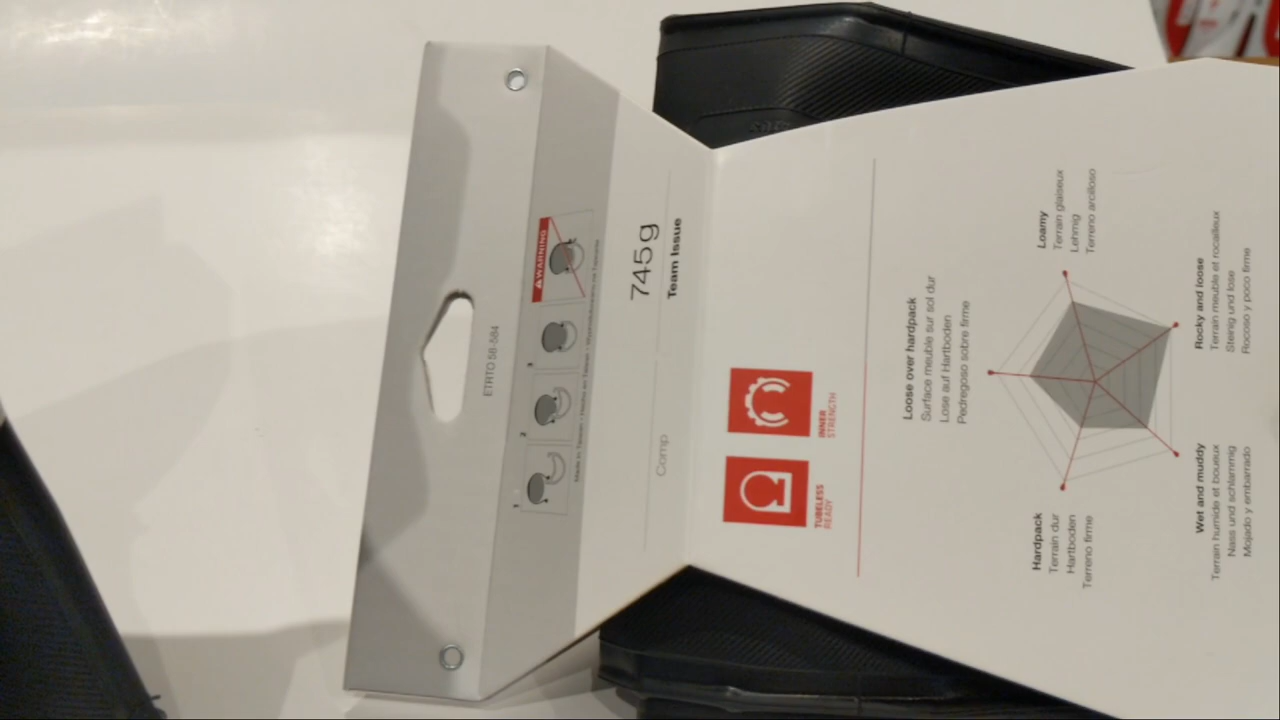 ETRTO 58-584
1
2
3
WARNING
745g
Comp
Team Issue
TUBELESS
READY
INNER
STRENGTH
Loose over hardpack
Surface meuble sur sol dur
Lose auf Hartboden
Pedregoso sobre firme
Hardpack
Terrain dur
Hartboden
Terreno firme
Loamy
Terrain glaiseux
Lehmig
Terreno arcilloso
Wet and muddy
Terrain humide et boueux
Nass und schlammig
Mojado y embarrado
Rocky and loose
Terrain meuble et rocailleux
Steinig und lose
Rocoso y poco firme